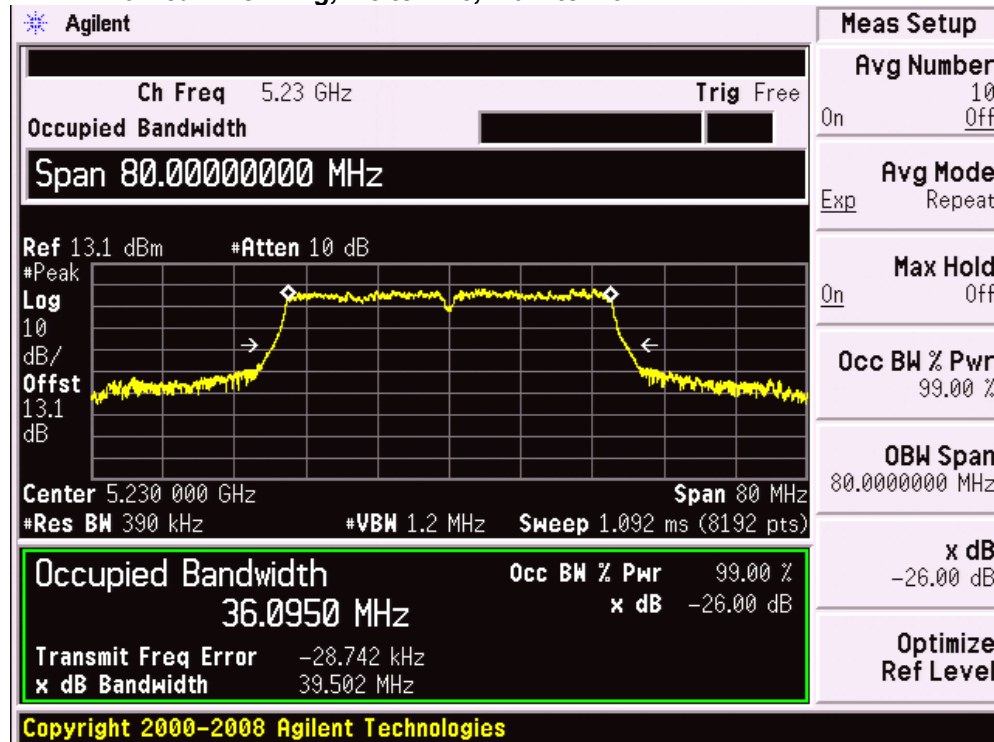 Agilent
Meas Setup
Ch Freq 5.23 GHz
Trig Free
Occupied Bandwidth
Span 80.00000000 MHz
Ref 13.1 dBm #Atten 10 dB
#Peak
Log
10
dB/
Offst
13.1
dB
Center 5.230 000 GHz
Span 80 MHz
#Res BW 390 kHz
#VBW 1.2 MHz
Sweep 1.092 ms (8192 pts)
Occupied Bandwidth
36.0950 MHz
Occ BW % Pwr 99.00 %
x dB -26.00 dB
Transmit Freq Error -28.742 kHz
x dB Bandwidth 39.502 MHz
Copyright 2000-2008 Agilent Technologies
Avg Number
10
On Off
Avg Mode
Exp Repeat
Max Hold
On Off
Occ BW % Pwr
99.00 %
OBW Span
80.0000000 MHz
x dB
-26.00 dB
Optimize
Ref Level